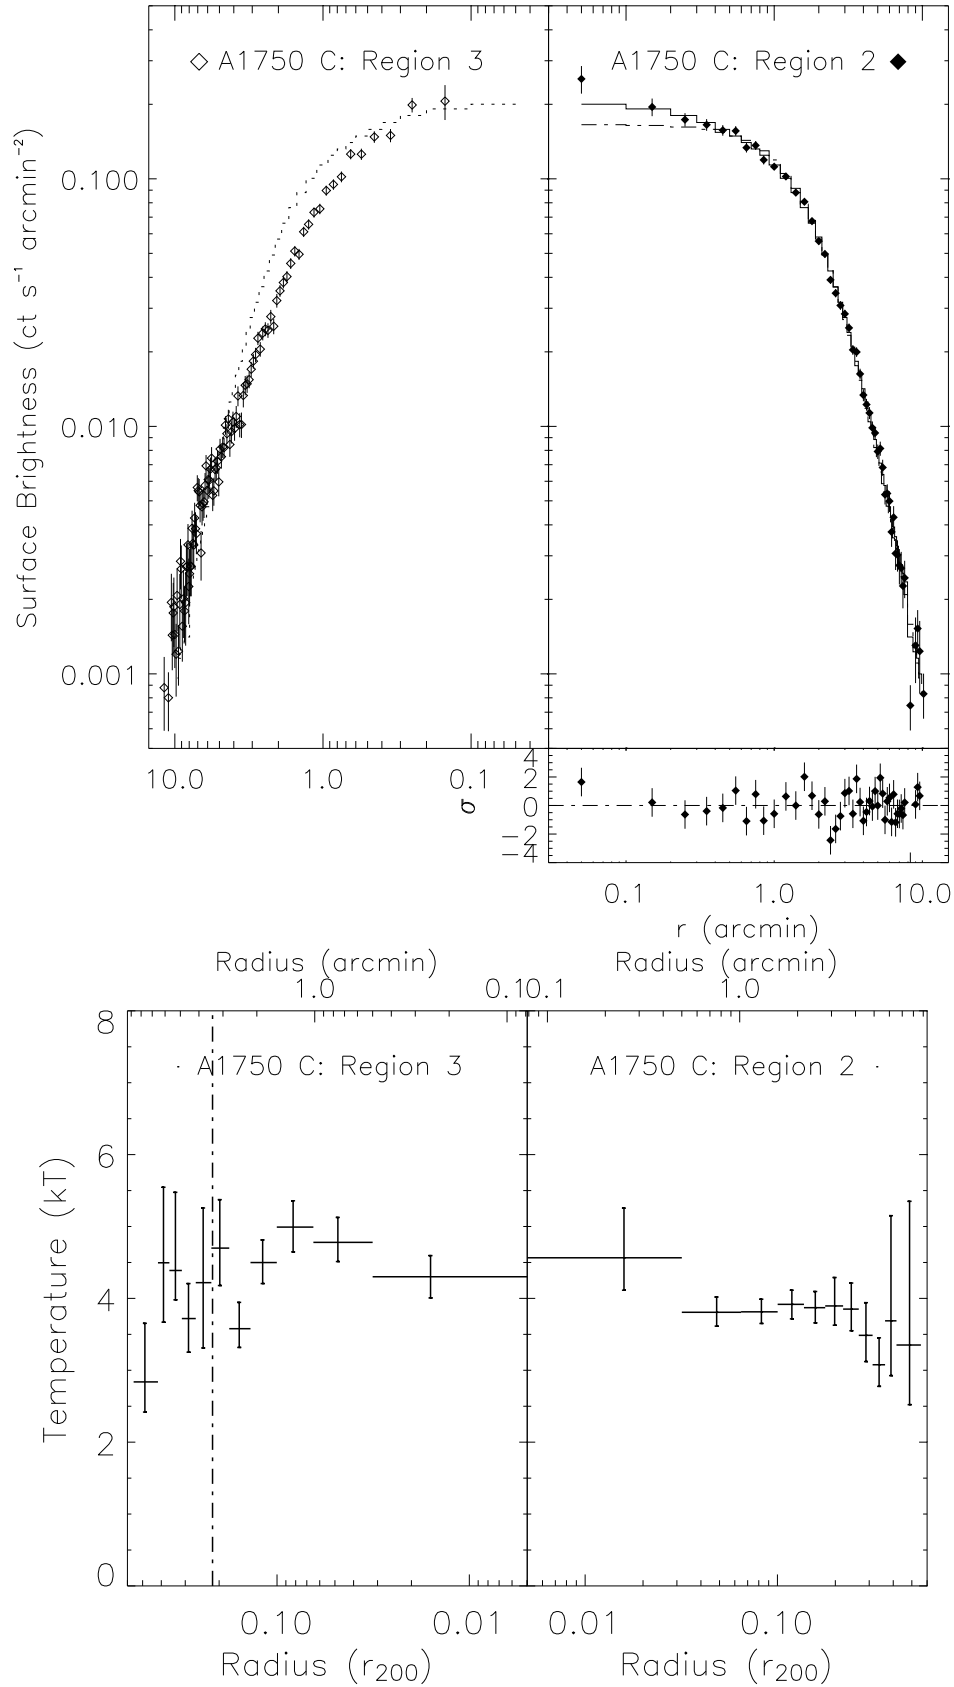 ◇ A1750 C: Region 3
A1750 C: Region 2 ◆
Surface Brightness (ct s⁻¹ arcmin⁻²)
0.100
0.010
0.001
10.0 1.0 0.1
σ
4
2
0
−2
−4
0.1 1.0 10.0
r (arcmin)
Radius (arcmin)
Radius (arcmin)
1.0 0.1
0.1 1.0
A1750 C: Region 3
A1750 C: Region 2
Temperature (kT)
8
6
4
2
0
0.10 0.01
0.01 0.10
Radius (r₂₀₀)
Radius (r₂₀₀)